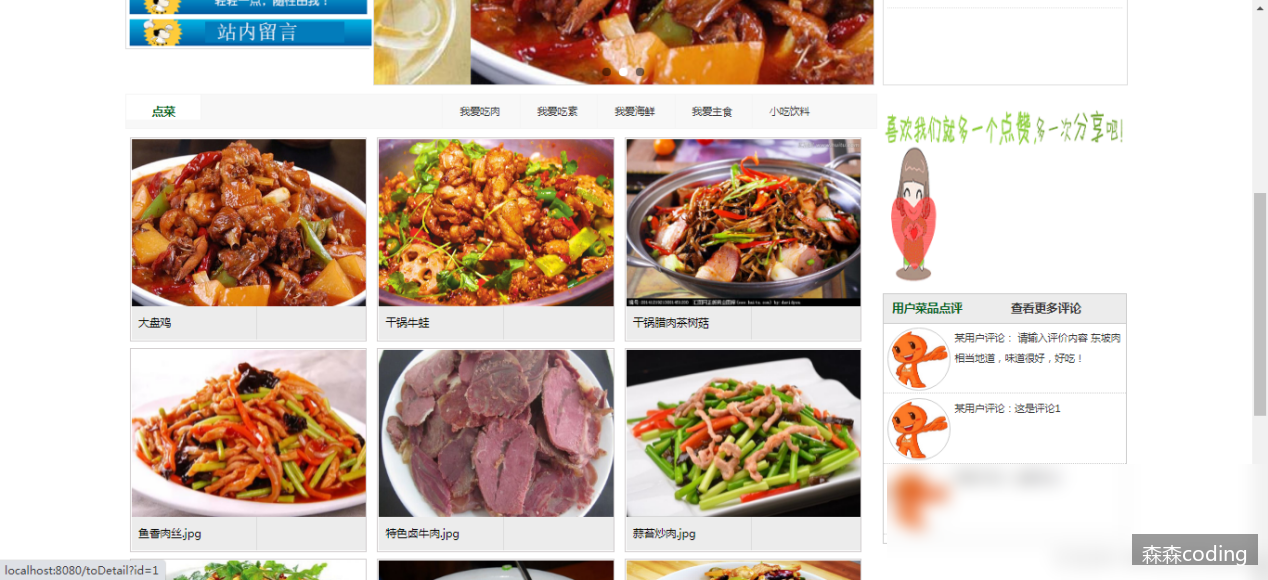 轻轻一点，随性由我！
站内留言
点菜
我爱吃肉 我爱吃素 我爱海鲜 我爱主食 小吃饮料
喜欢我们就多一个点赞多一次分享吧!
大盘鸡 干锅牛蛙 干锅腊肉茶树菇
用户菜品点评 查看更多评论
某用户评论： 请输入评价内容 东坡肉
相当地道，味道很好，好吃！
某用户评论：这是评论1
鱼香肉丝.jpg 特色卤牛肉.jpg 蒜苔炒肉.jpg
localhost:8080/toDetail?id=1
森森coding